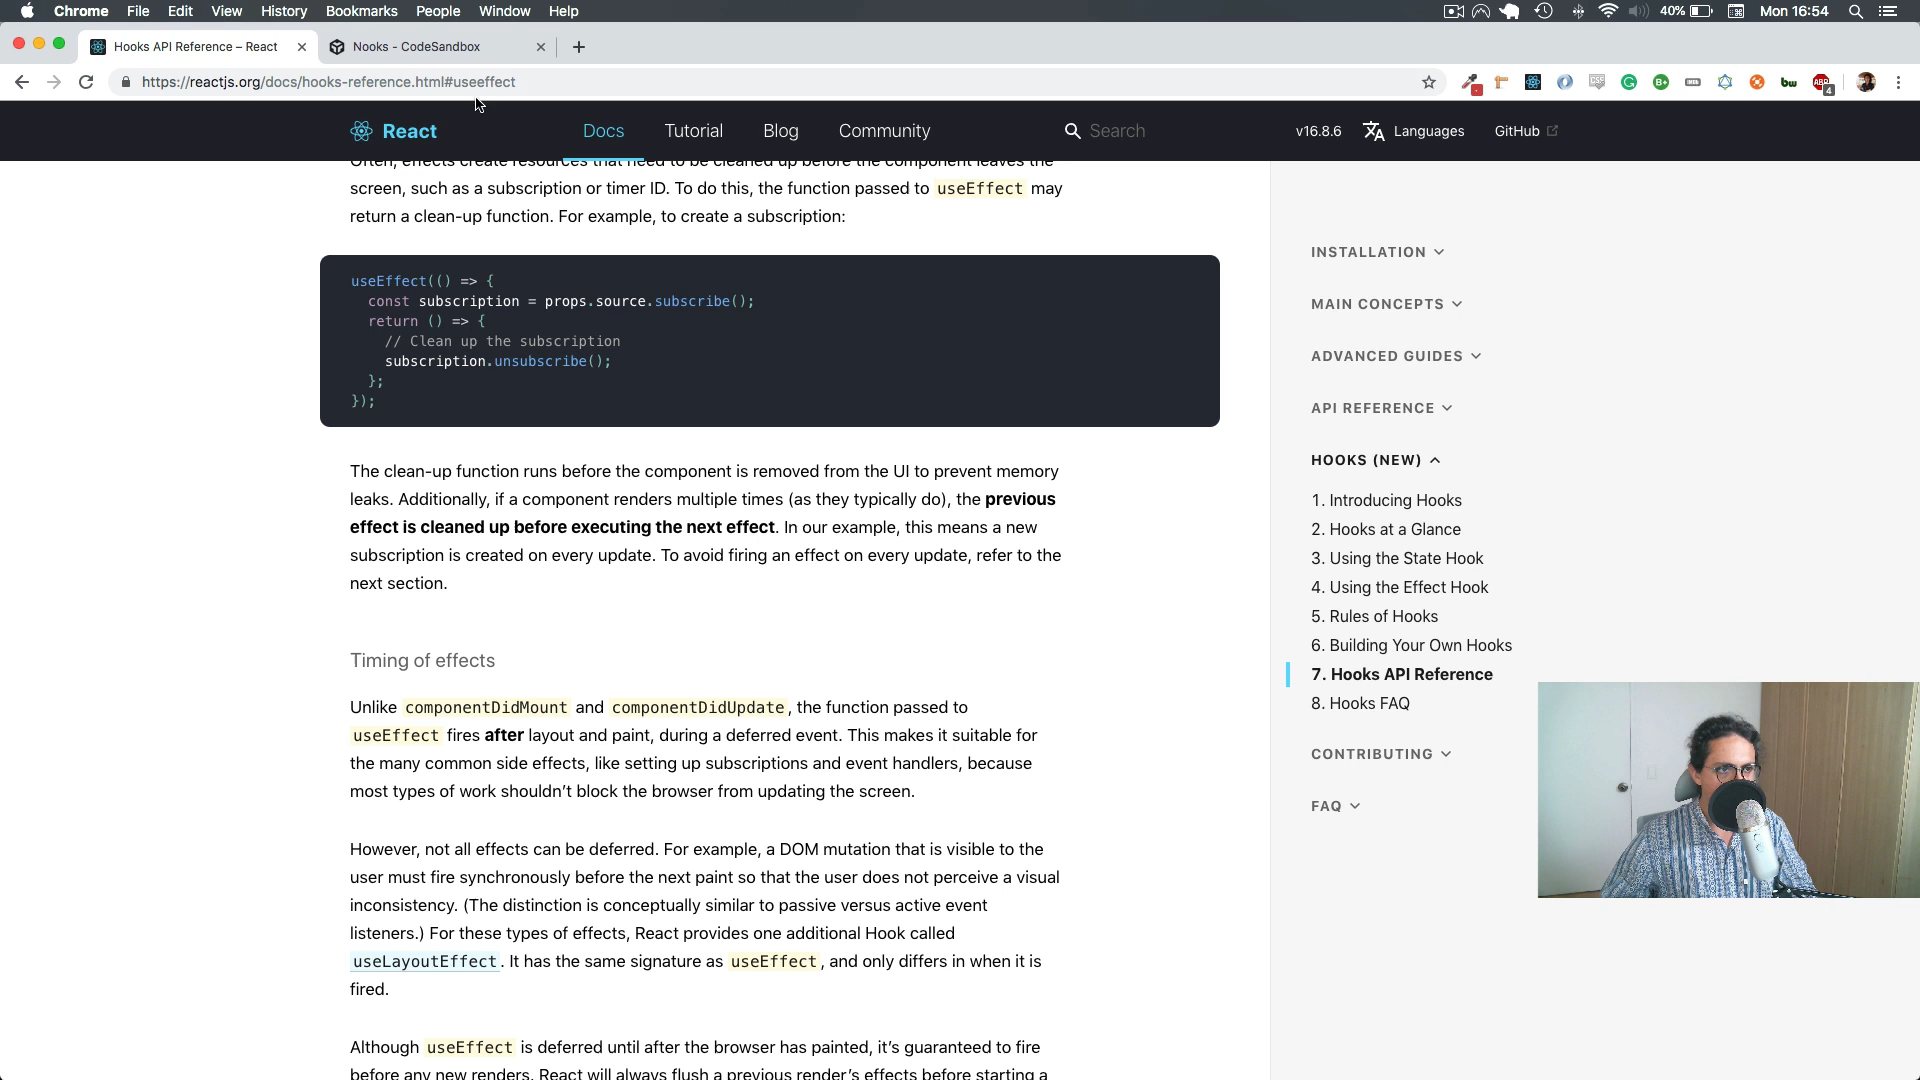 Chrome File Edit View History Bookmarks People Window Help
40% Mon 16:54
Hooks API Reference – React
Nooks - CodeSandbox
https://reactjs.org/docs/hooks-reference.html#useeffect
React
Docs Tutorial Blog Community
Search
v16.8.6 Languages GitHub
Often, effects create resources that need to be cleaned up before the component leaves the
screen, such as a subscription or timer ID. To do this, the function passed to useEffect may
return a clean-up function. For example, to create a subscription:
useEffect(() => {
const subscription = props.source.subscribe();
return () => {
// Clean up the subscription
subscription.unsubscribe();
};
});
The clean-up function runs before the component is removed from the UI to prevent memory
leaks. Additionally, if a component renders multiple times (as they typically do), the previous
effect is cleaned up before executing the next effect. In our example, this means a new
subscription is created on every update. To avoid firing an effect on every update, refer to the
next section.
Timing of effects
Unlike componentDidMount and componentDidUpdate, the function passed to
useEffect fires after layout and paint, during a deferred event. This makes it suitable for
the many common side effects, like setting up subscriptions and event handlers, because
most types of work shouldn't block the browser from updating the screen.
However, not all effects can be deferred. For example, a DOM mutation that is visible to the
user must fire synchronously before the next paint so that the user does not perceive a visual
inconsistency. (The distinction is conceptually similar to passive versus active event
listeners.) For these types of effects, React provides one additional Hook called
useLayoutEffect. It has the same signature as useEffect, and only differs in when it is
fired.
Although useEffect is deferred until after the browser has painted, it's guaranteed to fire
before any new renders. React will always flush a previous render's effects before starting a
INSTALLATION
MAIN CONCEPTS
ADVANCED GUIDES
API REFERENCE
HOOKS (NEW)
1. Introducing Hooks
2. Hooks at a Glance
3. Using the State Hook
4. Using the Effect Hook
5. Rules of Hooks
6. Building Your Own Hooks
7. Hooks API Reference
8. Hooks FAQ
CONTRIBUTING
FAQ